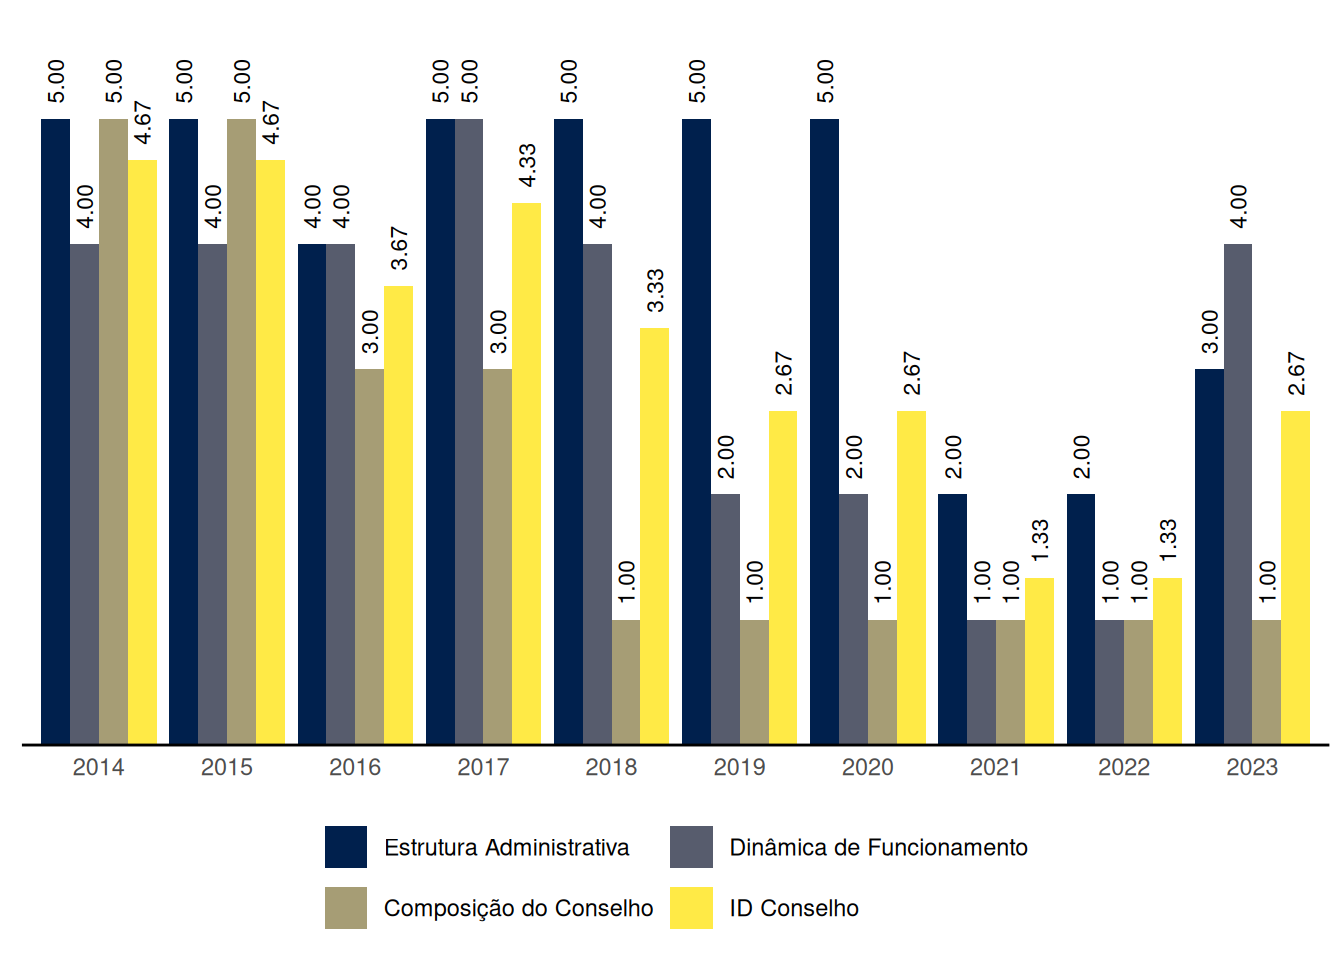 5.00 4.00 5.00 4.67 5.00 4.00 5.00 4.67 4.00 4.00 3.00 3.67 5.00 5.00 3.00 4.33 5.00 4.00 1.00 3.33 5.00 2.00 1.00 2.67 5.00 2.00 1.00 2.67 2.00 1.00 1.00 1.33 2.00 1.00 1.00 1.33 3.00 4.00 1.00 2.67
2014 2015 2016 2017 2018 2019 2020 2021 2022 2023
Estrutura Administrativa Dinâmica de Funcionamento
Composição do Conselho ID Conselho